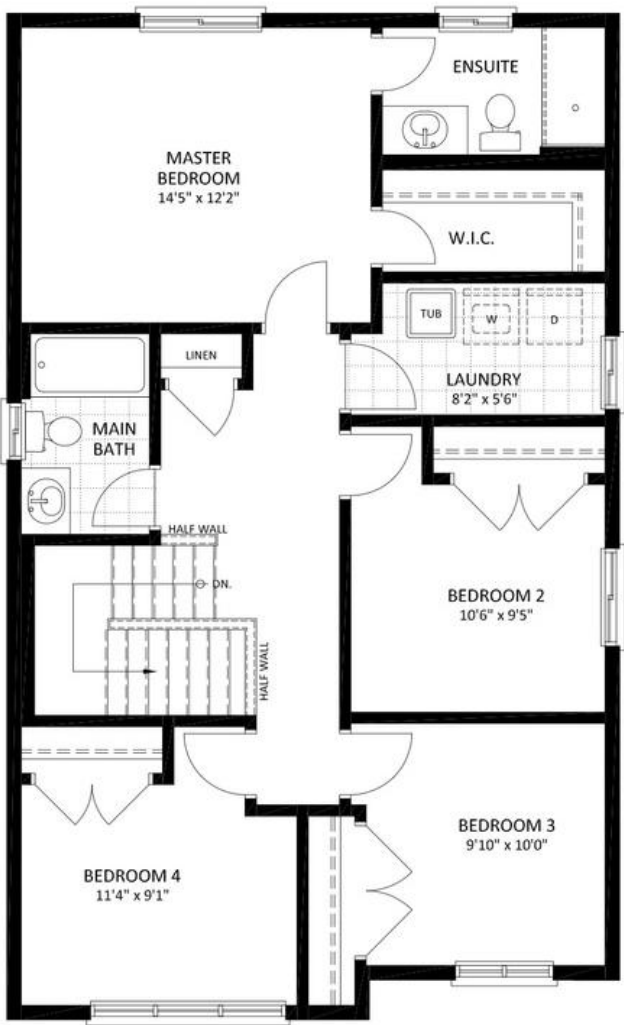 ENSUITE
MASTER
BEDROOM
14'5" x 12'2"
W.I.C.
TUB
W
D
LINEN
LAUNDRY
8'2" x 5'6"
MAIN
BATH
HALF WALL
DN.
BEDROOM 2
10'6" x 9'5"
HALF WALL
BEDROOM 3
9'10" x 10'0"
BEDROOM 4
11'4" x 9'1"